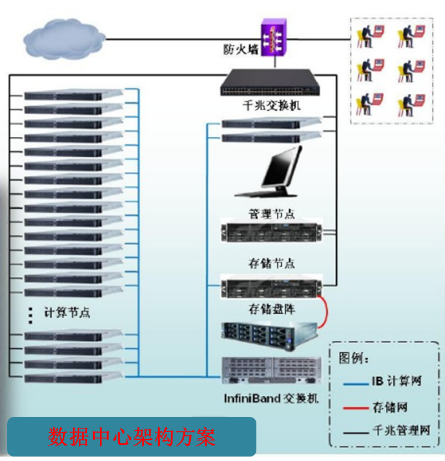 防火墙
千兆交换机
管理节点
存储节点
计算节点
存储盘阵
InfiniBand 交换机
图例：
IB 计算网
存储网
千兆管理网
数据中心架构方案